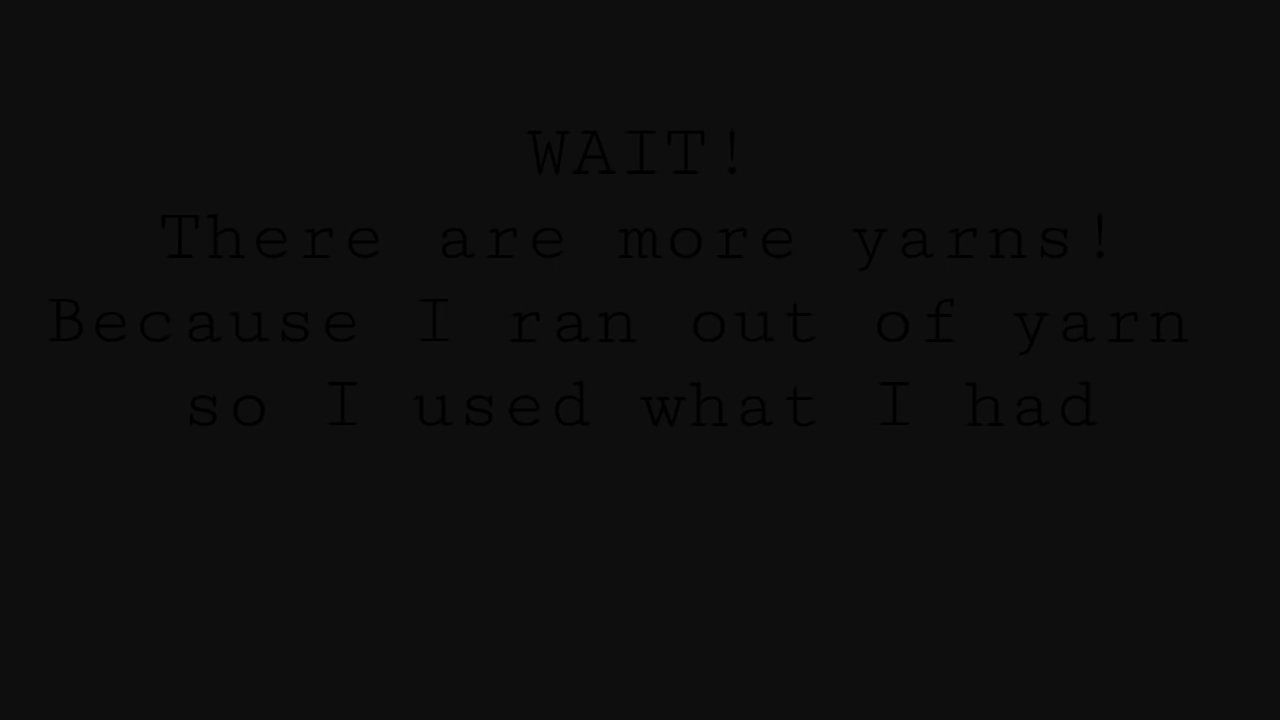 WAIT!
There are more yarns!
Because I ran out of yarn
so I used what I had